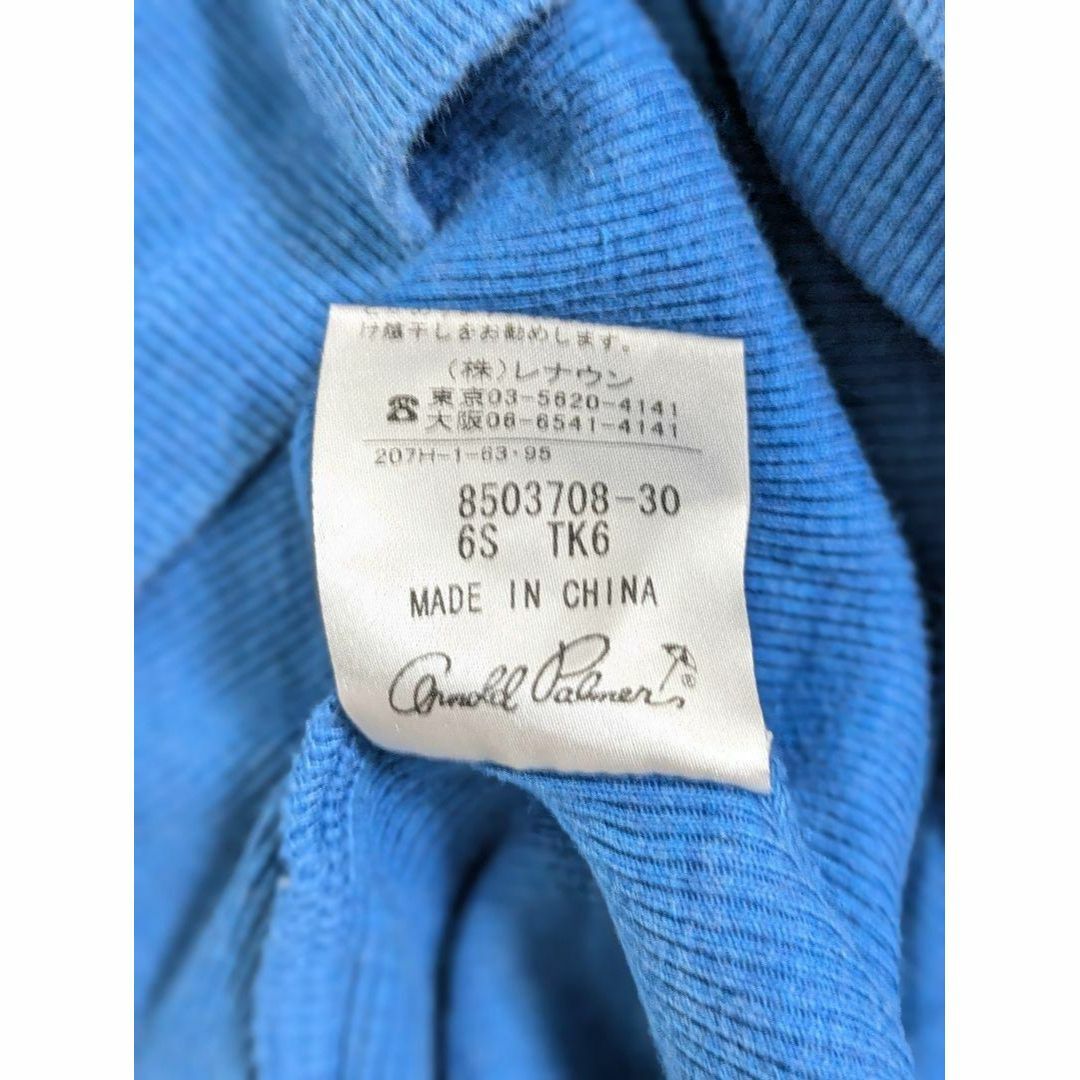 け陰干しをお勧めします。
(株)レナウン
☎ 東京03-5620-4141
大阪06-6541-4141
207H-1-63・95
8503708-30
6S TK6
MADE IN CHINA
Arnold Palmer ®